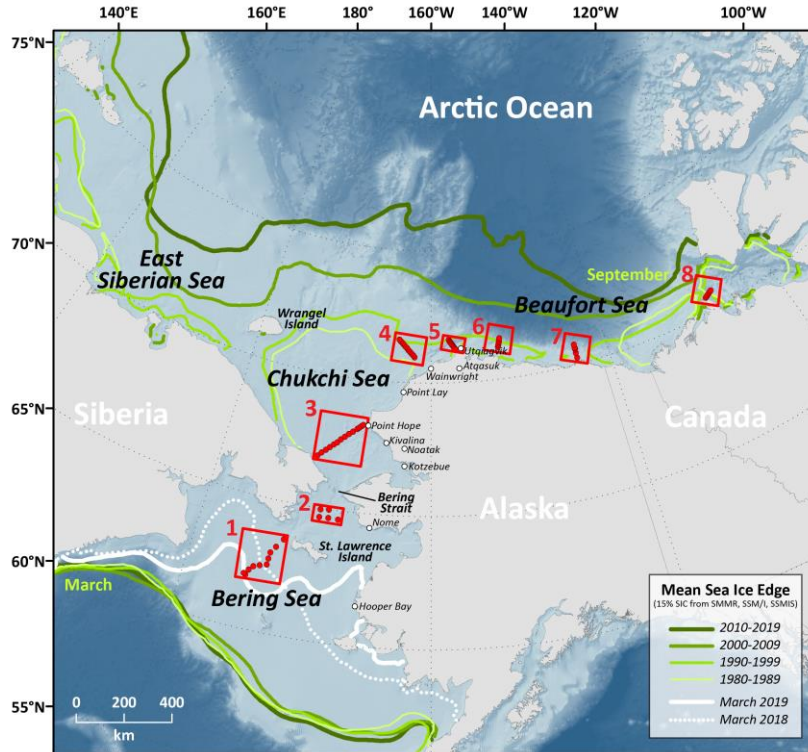 140°E
160°E
180°
160°W
140°W
120°W
100°W
75°N
70°N
65°N
60°N
55°N
Arctic Ocean
East
Siberian Sea
September
8
Beaufort Sea
Wrangel
Island
4
5
6
7
Utqiagvik
Atqasuk
Wainwright
Chukchi Sea
Point Lay
Siberia
Canada
3
Point Hope
Kivalina
Noatak
Kotzebue
Alaska
Bering
Strait
2
Nome
1
St. Lawrence
Island
March
Bering Sea
Hooper Bay
0 200 400
km
Mean Sea Ice Edge
(15% SIC from SMMR, SSM/I, SSMIS)
2010-2019
2000-2009
1990-1999
1980-1989
March 2019
March 2018